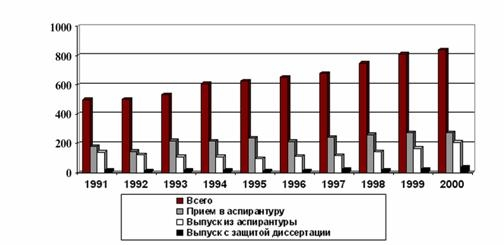 1000
800
600
400
200
0
1991 1992 1993 1994 1995 1996 1997 1998 1999 2000
Всего
Прием в аспирантуру
Выпуск из аспирантуры
Выпуск с защитой диссертации